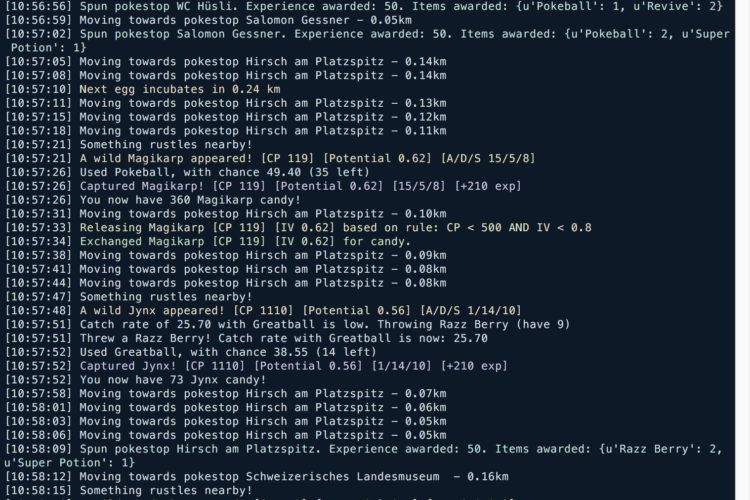 [10:56:56] Spun pokestop WC Hüsli. Experience awarded: 50. Items awarded: {u'Pokeball': 1, u'Revive': 2}
[10:56:59] Moving towards pokestop Salomon Gessner - 0.05km
[10:57:02] Spun pokestop Salomon Gessner. Experience awarded: 50. Items awarded: {u'Pokeball': 2, u'Super
Potion': 1}
[10:57:05] Moving towards pokestop Hirsch am Platzspitz - 0.14km
[10:57:08] Moving towards pokestop Hirsch am Platzspitz - 0.14km
[10:57:10] Next egg incubates in 0.24 km
[10:57:11] Moving towards pokestop Hirsch am Platzspitz - 0.13km
[10:57:15] Moving towards pokestop Hirsch am Platzspitz - 0.12km
[10:57:18] Moving towards pokestop Hirsch am Platzspitz - 0.11km
[10:57:21] Something rustles nearby!
[10:57:21] A wild Magikarp appeared! [CP 119] [Potential 0.62] [A/D/S 15/5/8]
[10:57:26] Used Pokeball, with chance 49.40 (35 left)
[10:57:26] Captured Magikarp! [CP 119] [Potential 0.62] [15/5/8] [+210 exp]
[10:57:26] You now have 360 Magikarp candy!
[10:57:31] Moving towards pokestop Hirsch am Platzspitz - 0.10km
[10:57:33] Releasing Magikarp [CP 119] [IV 0.62] based on rule: CP < 500 AND IV < 0.8
[10:57:34] Exchanged Magikarp [CP 119] [IV 0.62] for candy.
[10:57:38] Moving towards pokestop Hirsch am Platzspitz - 0.09km
[10:57:41] Moving towards pokestop Hirsch am Platzspitz - 0.08km
[10:57:44] Moving towards pokestop Hirsch am Platzspitz - 0.08km
[10:57:47] Something rustles nearby!
[10:57:48] A wild Jynx appeared! [CP 1110] [Potential 0.56] [A/D/S 1/14/10]
[10:57:51] Catch rate of 25.70 with Greatball is low. Throwing Razz Berry (have 9)
[10:57:51] Threw a Razz Berry! Catch rate with Greatball is now: 25.70
[10:57:52] Used Greatball, with chance 38.55 (14 left)
[10:57:52] Captured Jynx! [CP 1110] [Potential 0.56] [1/14/10] [+210 exp]
[10:57:52] You now have 73 Jynx candy!
[10:57:58] Moving towards pokestop Hirsch am Platzspitz - 0.07km
[10:58:01] Moving towards pokestop Hirsch am Platzspitz - 0.06km
[10:58:03] Moving towards pokestop Hirsch am Platzspitz - 0.05km
[10:58:06] Moving towards pokestop Hirsch am Platzspitz - 0.05km
[10:58:09] Spun pokestop Hirsch am Platzspitz. Experience awarded: 50. Items awarded: {u'Razz Berry': 2,
u'Super Potion': 1}
[10:58:12] Moving towards pokestop Schweizerisches Landesmuseum  - 0.16km
[10:58:15] Something rustles nearby!